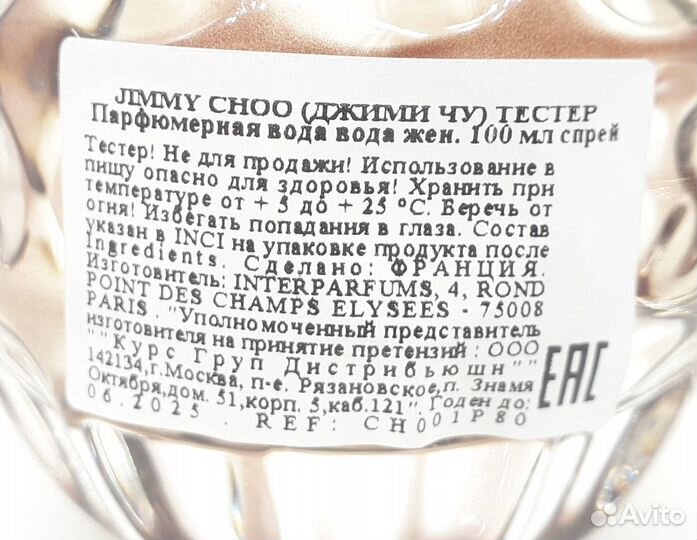 JIMMY CHOO (ДЖИМИ ЧУ) ТЕСТЕР
Парфюмерная вода вода жен. 100 мл спрей
Тестер! Не для продажи! Использование в
пищу опасно для здоровья! Хранить при
температуре от + 5 до + 25 °C. Беречь от
огня! Избегать попадания в глаза. Состав
указан в INCI на упаковке продукта после
Ingredients. Сделано: ФРАНЦИЯ.
Изготовитель: INTERPARFUMS, 4, ROND
POINT DES CHAMPS ELYSEES - 75008
PARIS . "Уполномоченный представитель
изготовителя на принятие претензий : ООО
""Курс Груп Дистрибьюшн""
142134,г.Москва, п-е. Рязановское,п. Знамя
Октября,дом. 51,корп. 5,каб.121". Годен до:
06.2025 . REF: CH001P80
EAC
Avito